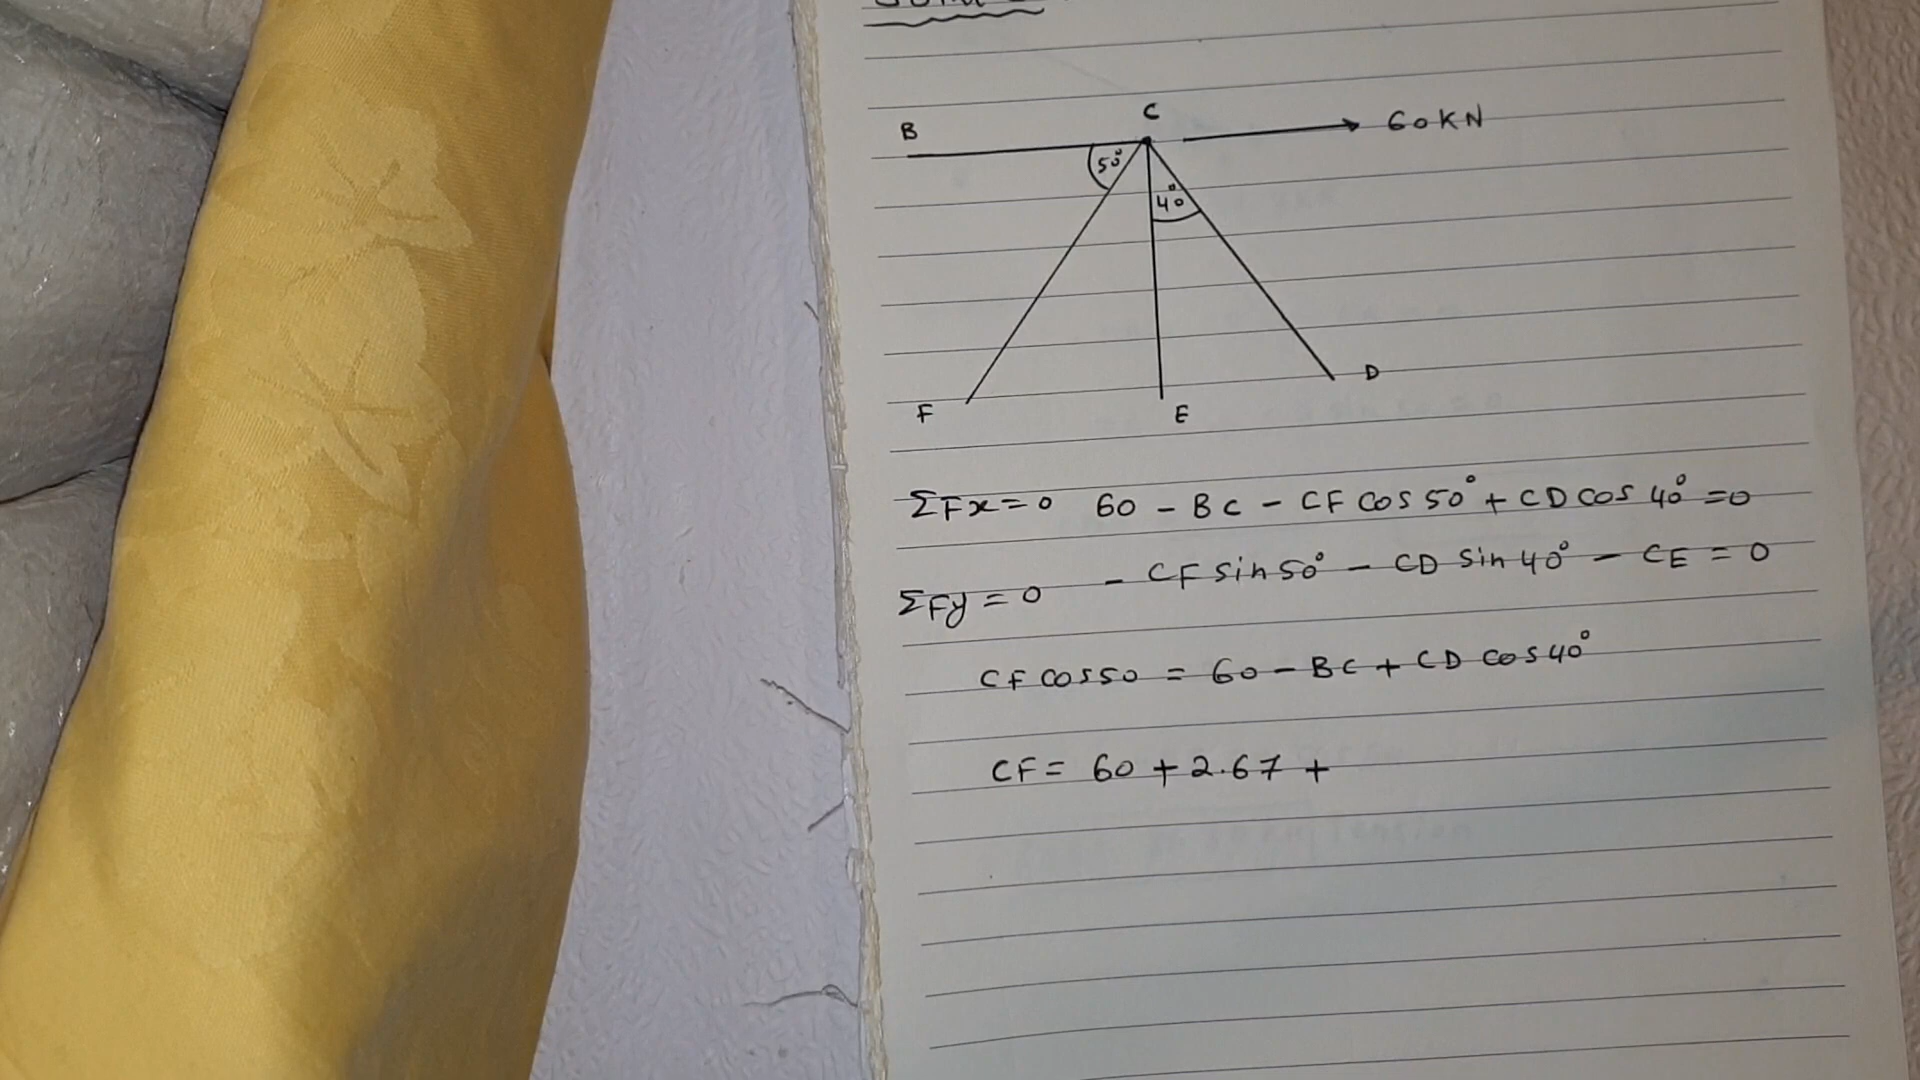 C
B
60KN
50°
40°
D
F
E
ΣFx=0 60 - BC - CF cos 50° + CD cos 40° = 0
ΣFy = 0 - CF sin 50° - CD sin 40° - CE = 0
CF cos50 = 60 - BC + CD cos 40°
CF = 60 + 2.67 +